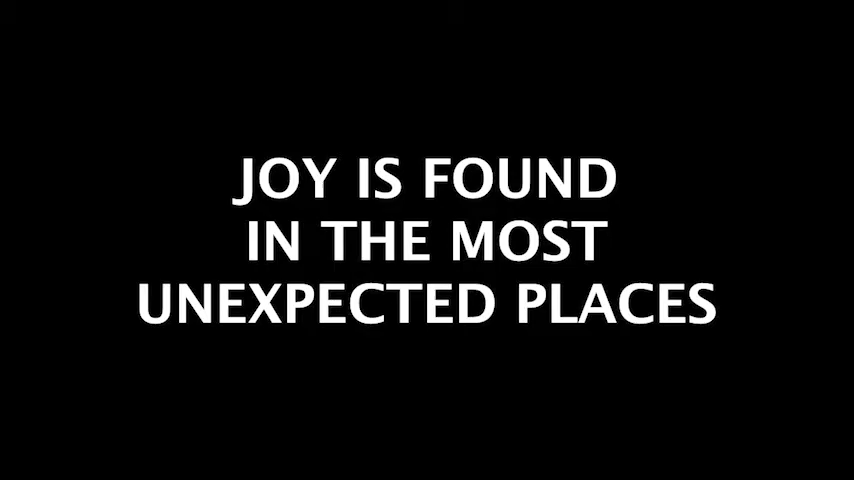 JOY IS FOUND
IN THE MOST
UNEXPECTED PLACES